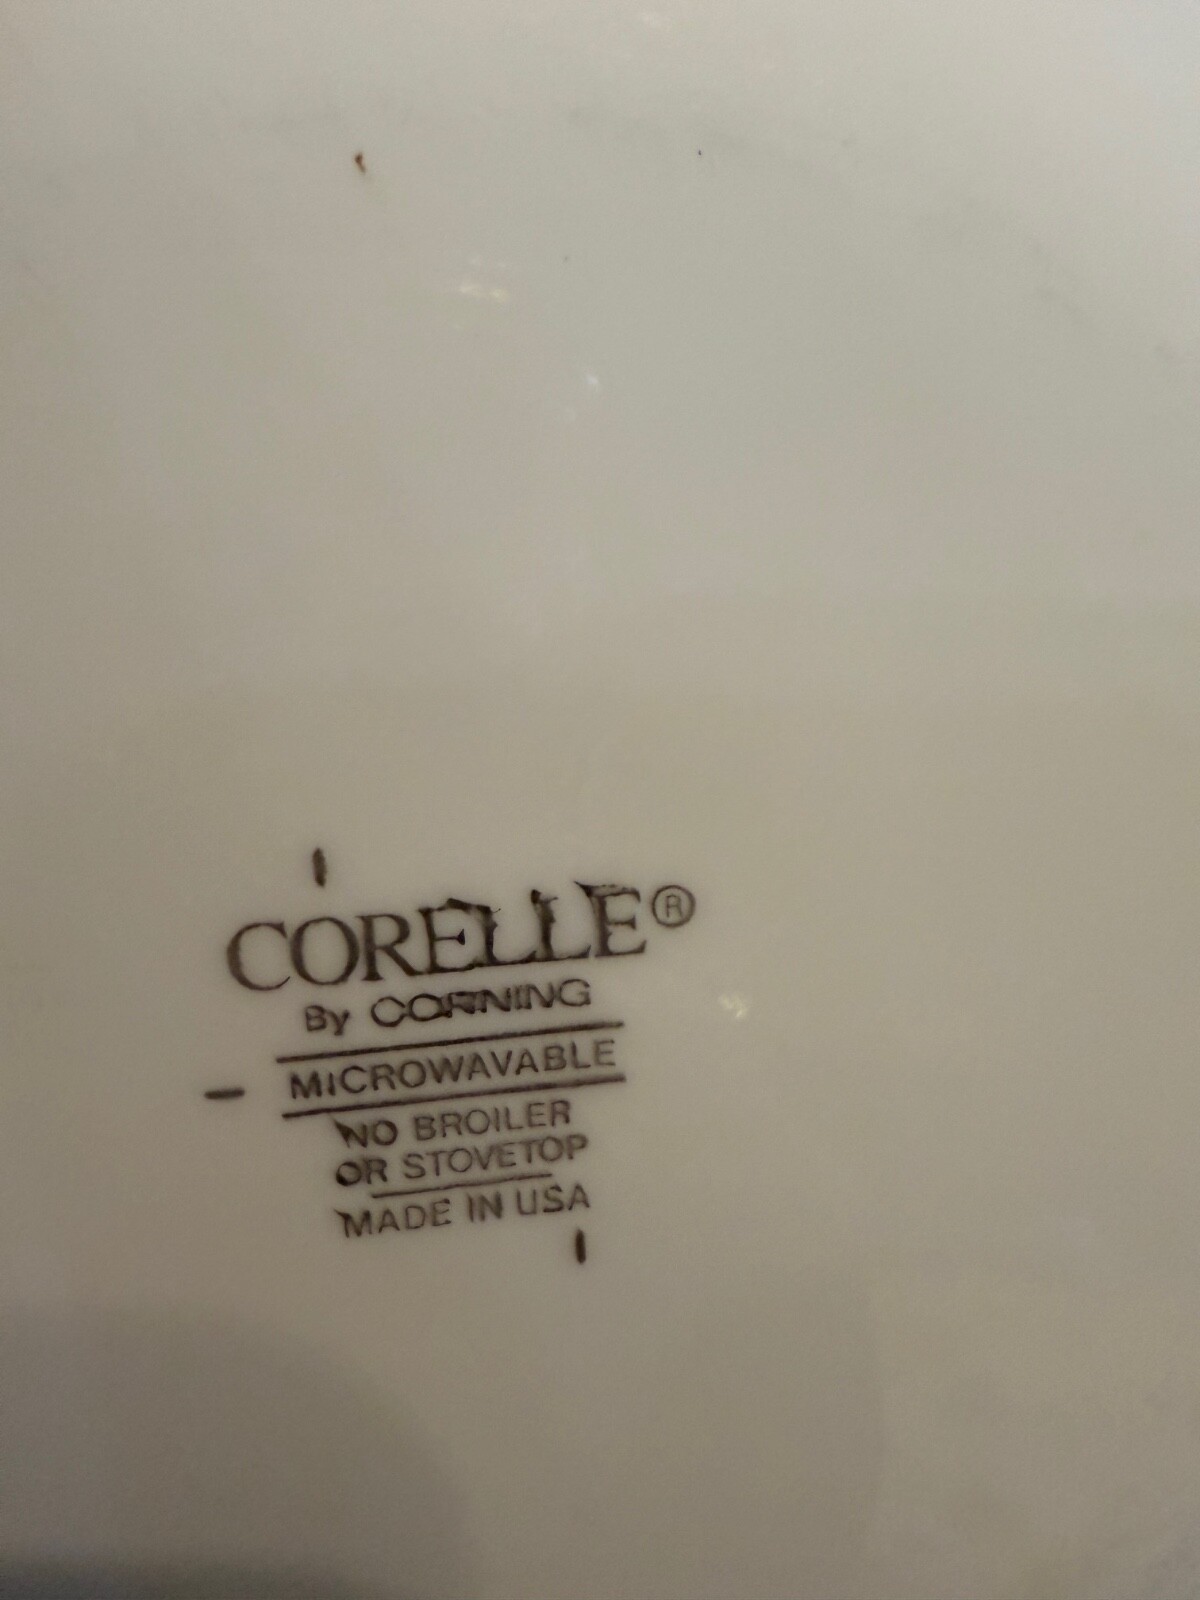 CORELLE®
By CORNING
MICROWAVABLE
NO BROILER
OR STOVETOP
MADE IN USA